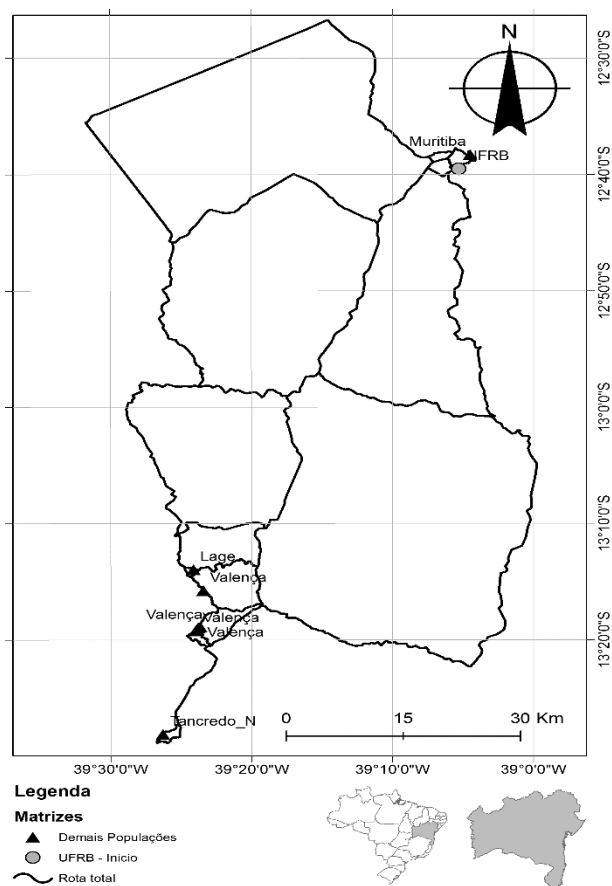 N
12°30'0"S
Muritiba
UFRB
12°40'0"S
12°50'0"S
13°0'0"S
13°10'0"S
Lage
Valença
Valença
Valença
Valença
13°20'0"S
Tancredo_N
0 15 30 Km
39°30'0"W 39°20'0"W 39°10'0"W 39°0'0"W
Legenda
Matrizes
Demais Populações
UFRB - Inicio
Rota total